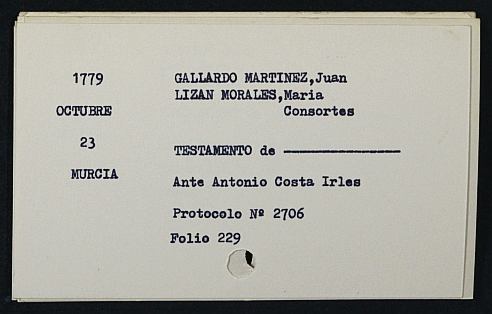 1779
GALLARDO MARTINEZ,Juan
LIZAN MORALES,Maria
OCTUBRE
Consortes
23
TESTAMENTO de ----------------
MURCIA
Ante Antonio Costa Irles
Protocolo Nº 2706
Folio 229